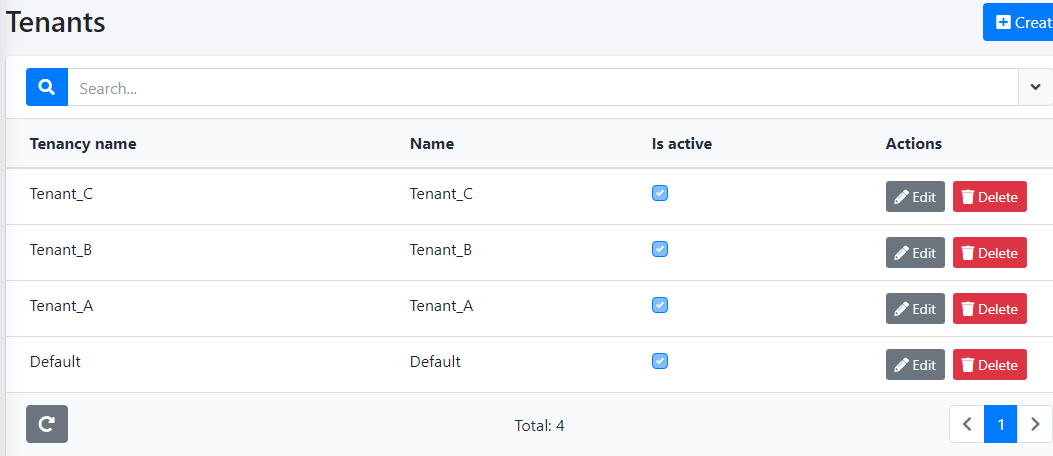 Tenants
Creat
Search...
Tenancy name Name Is active Actions
Tenant_C Tenant_C Edit Delete
Tenant_B Tenant_B Edit Delete
Tenant_A Tenant_A Edit Delete
Default Default Edit Delete
Total: 4 1